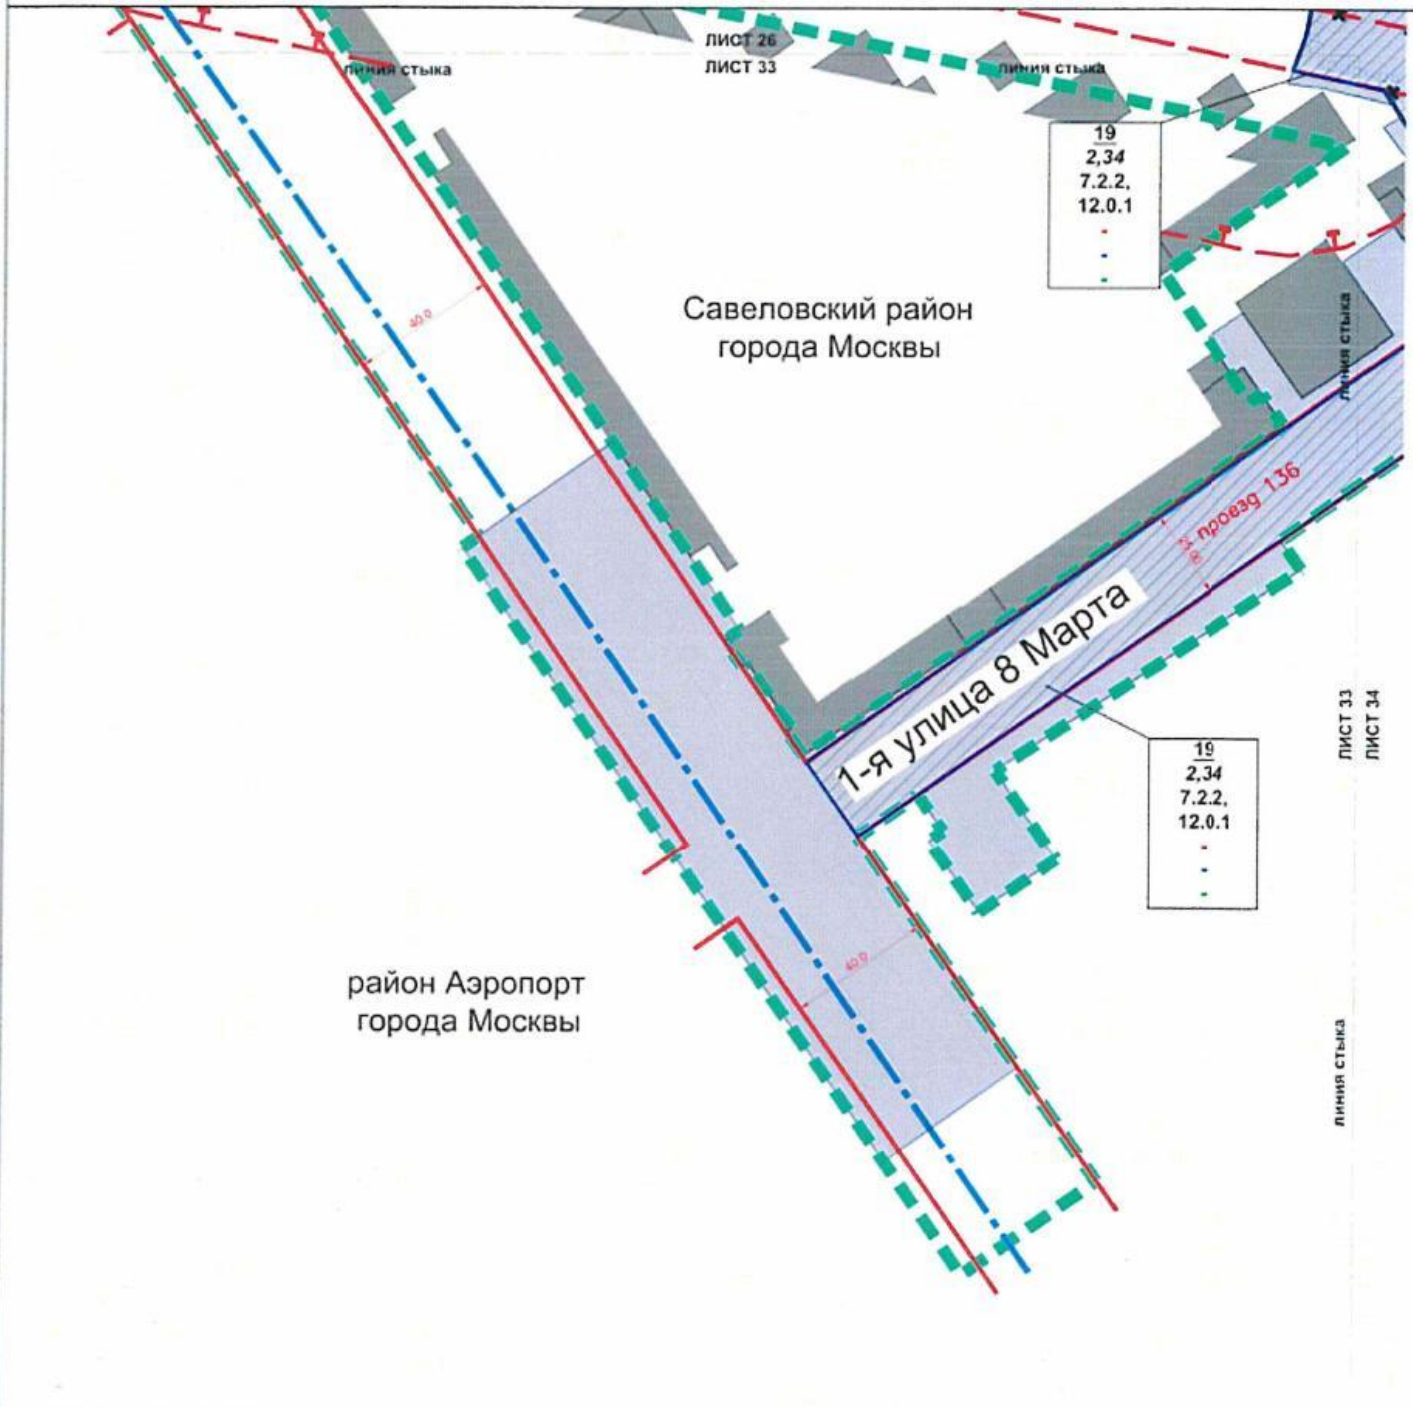 ЛИСТ 26
ЛИСТ 33
линия стыка
линия стыка
19
2,34
7.2.2,
12.0.1
-
-
-
40.0
Савеловский район
города Москвы
линия стыка
проезд 136
25.00
1-я улица 8 Марта
ЛИСТ 33
ЛИСТ 34
19
2,34
7.2.2,
12.0.1
-
-
-
40.0
район Аэропорт
города Москвы
линия стыка